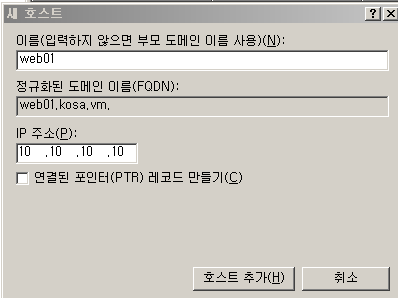 새 호스트
이름(입력하지 않으면 부모 도메인 이름 사용)(N):
web01
정규화된 도메인 이름(FQDN):
web01.kosa.vm.
IP 주소(P):
10 .10 .10 .10
연결된 포인터(PTR) 레코드 만들기(C)
호스트 추가(H) 취소